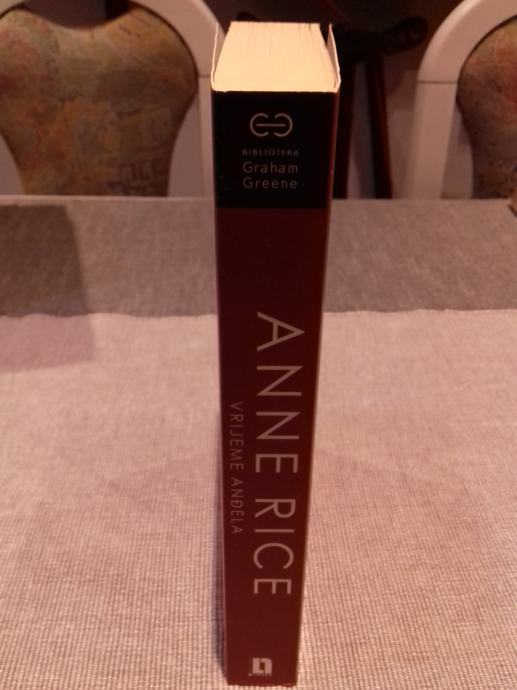 BIBLIOTEKA
Graham
Greene
ANNE RICE
VRIJEME ANĐELA